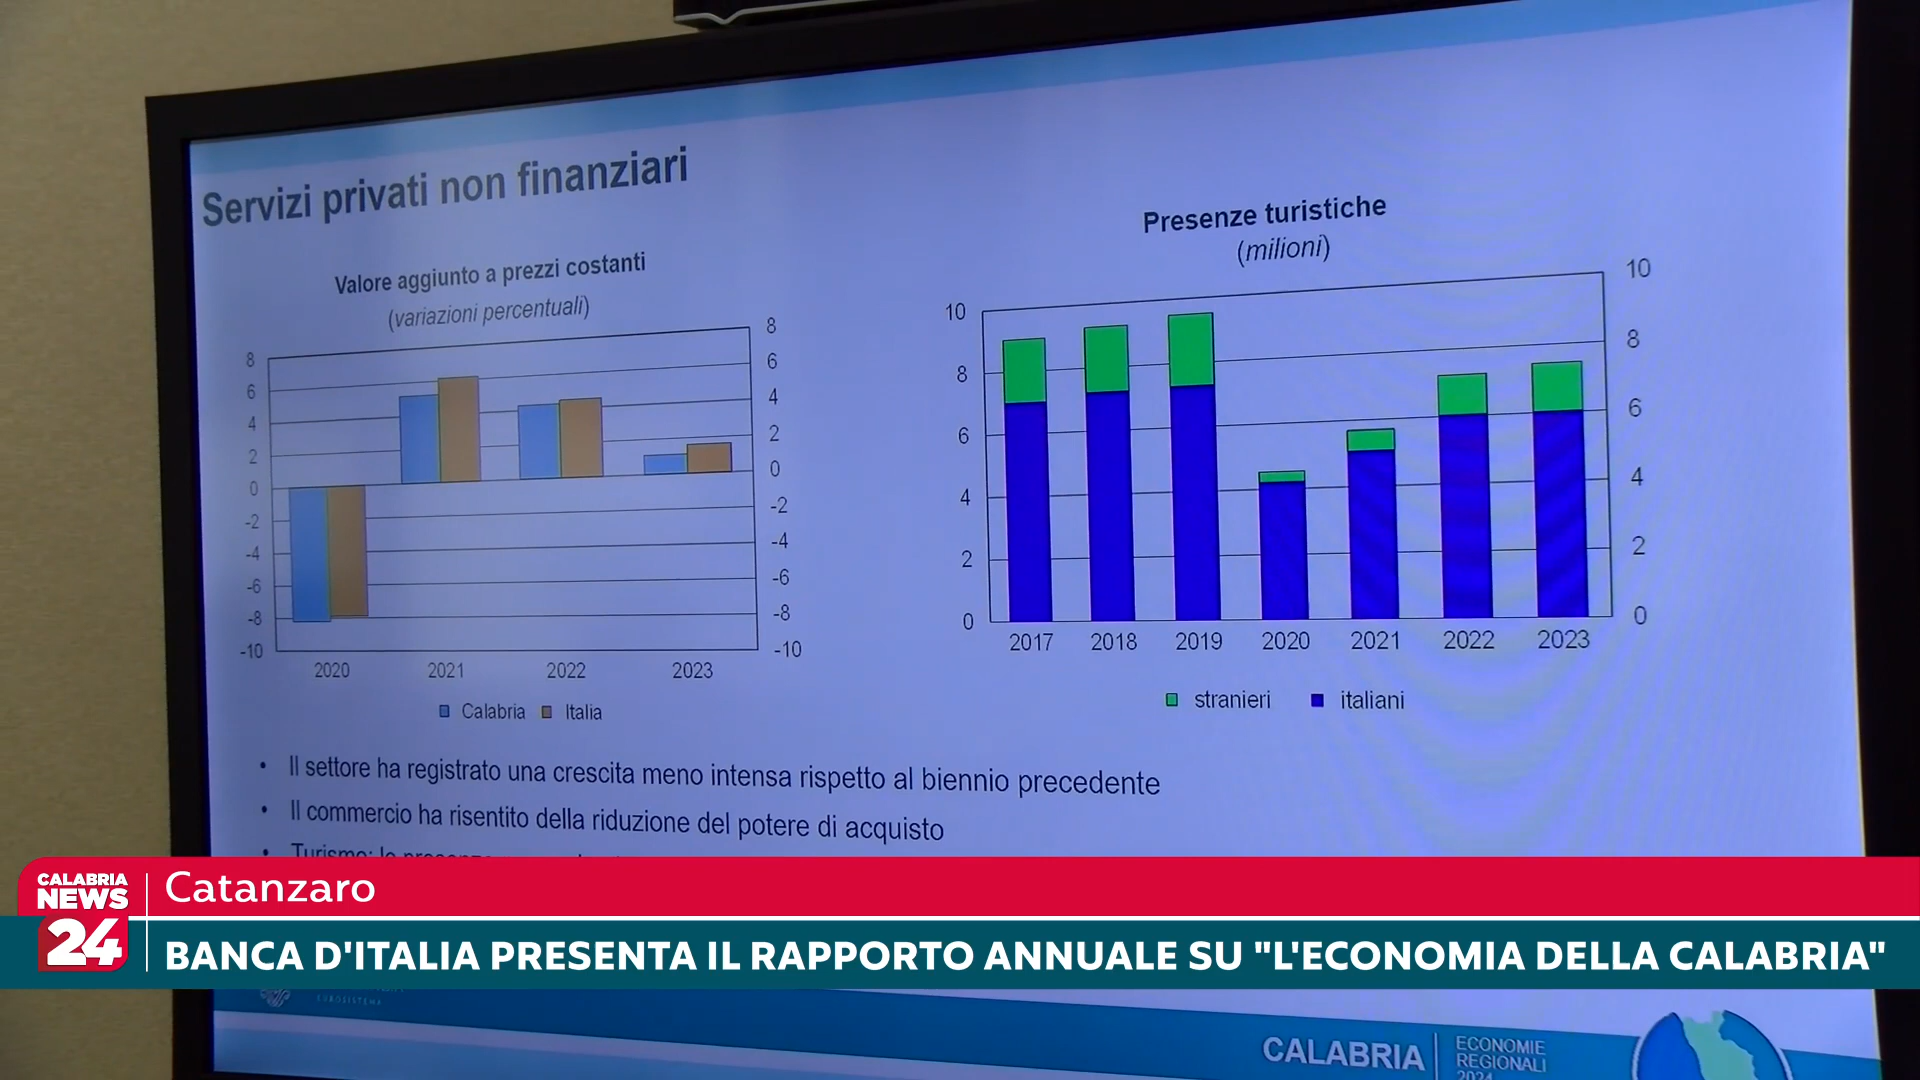 Servizi privati non finanziari
Valore aggiunto a prezzi costanti
(variazioni percentuali)
8 8
6 6
4 4
2 2
0 0
-2 -2
-4 -4
-6 -6
-8 -8
-10 -10
2020 2021 2022 2023
Calabria Italia
Presenze turistiche
(milioni)
10 10
8 8
6 6
4 4
2 2
0 0
2017 2018 2019 2020 2021 2022 2023
stranieri italiani
• Il settore ha registrato una crescita meno intensa rispetto al biennio precedente
• Il commercio ha risentito della riduzione del potere di acquisto
• Turismo: le
CALABRIA
NEWS
24
Catanzaro
BANCA D'ITALIA PRESENTA IL RAPPORTO ANNUALE SU "L'ECONOMIA DELLA CALABRIA"
EUROSISTEMA
CALABRIA
ECONOMIE
REGIONALI
2024